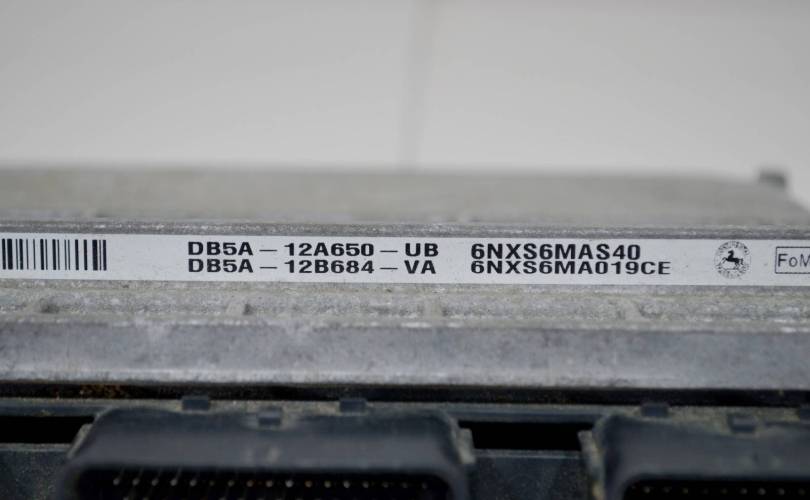 DB5A – 12A650 – UB 6NXS6MAS40
DB5A – 12B684 – VA 6NXS6MA019CE
FoM